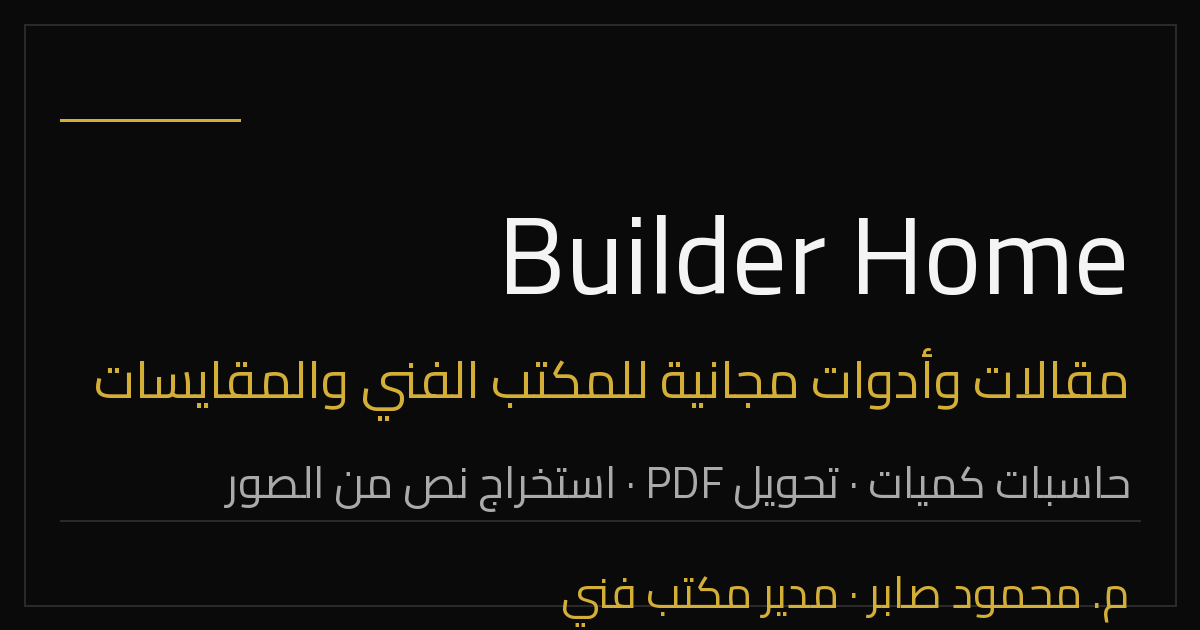 Builder Home
مقالات وأدوات مجانية للمكتب الفني والمقايسات
حاسبات كميات · تحويل PDF · استخراج نص من الصور
م. محمود صابر · مدير مكتب فني